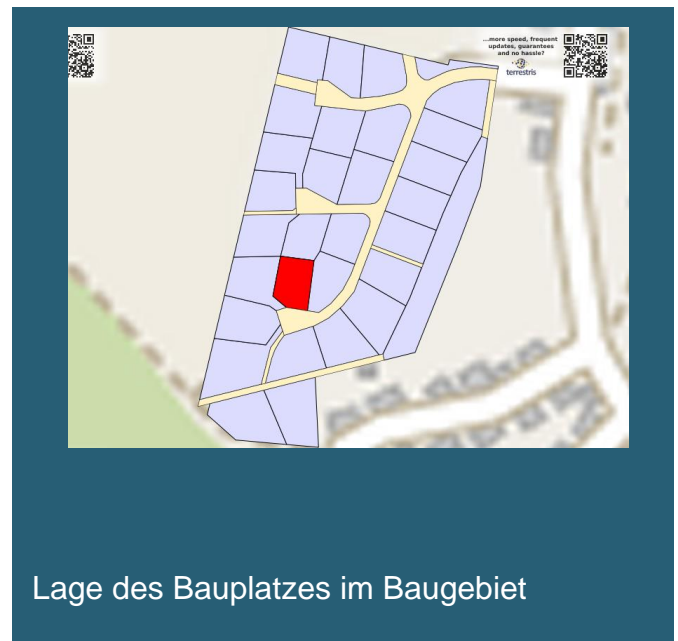 ...more speed, frequent
updates, guarantees
and no hassle?
terrestris
Lage des Bauplatzes im Baugebiet